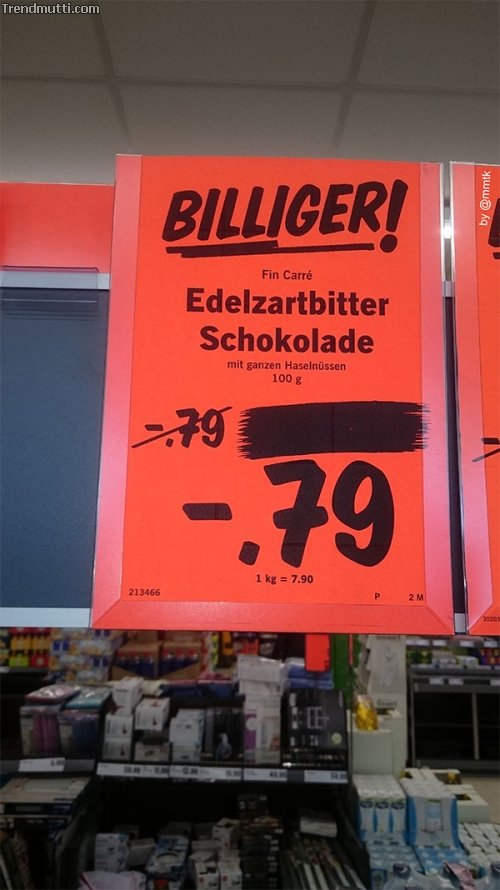 Trendmutti.com
by @mmtk
BILLIGER!
Fin Carré
Edelzartbitter
Schokolade
mit ganzen Haselnüssen
100 g
-.79
-.79
1 kg = 7.90
213466
P 2 M